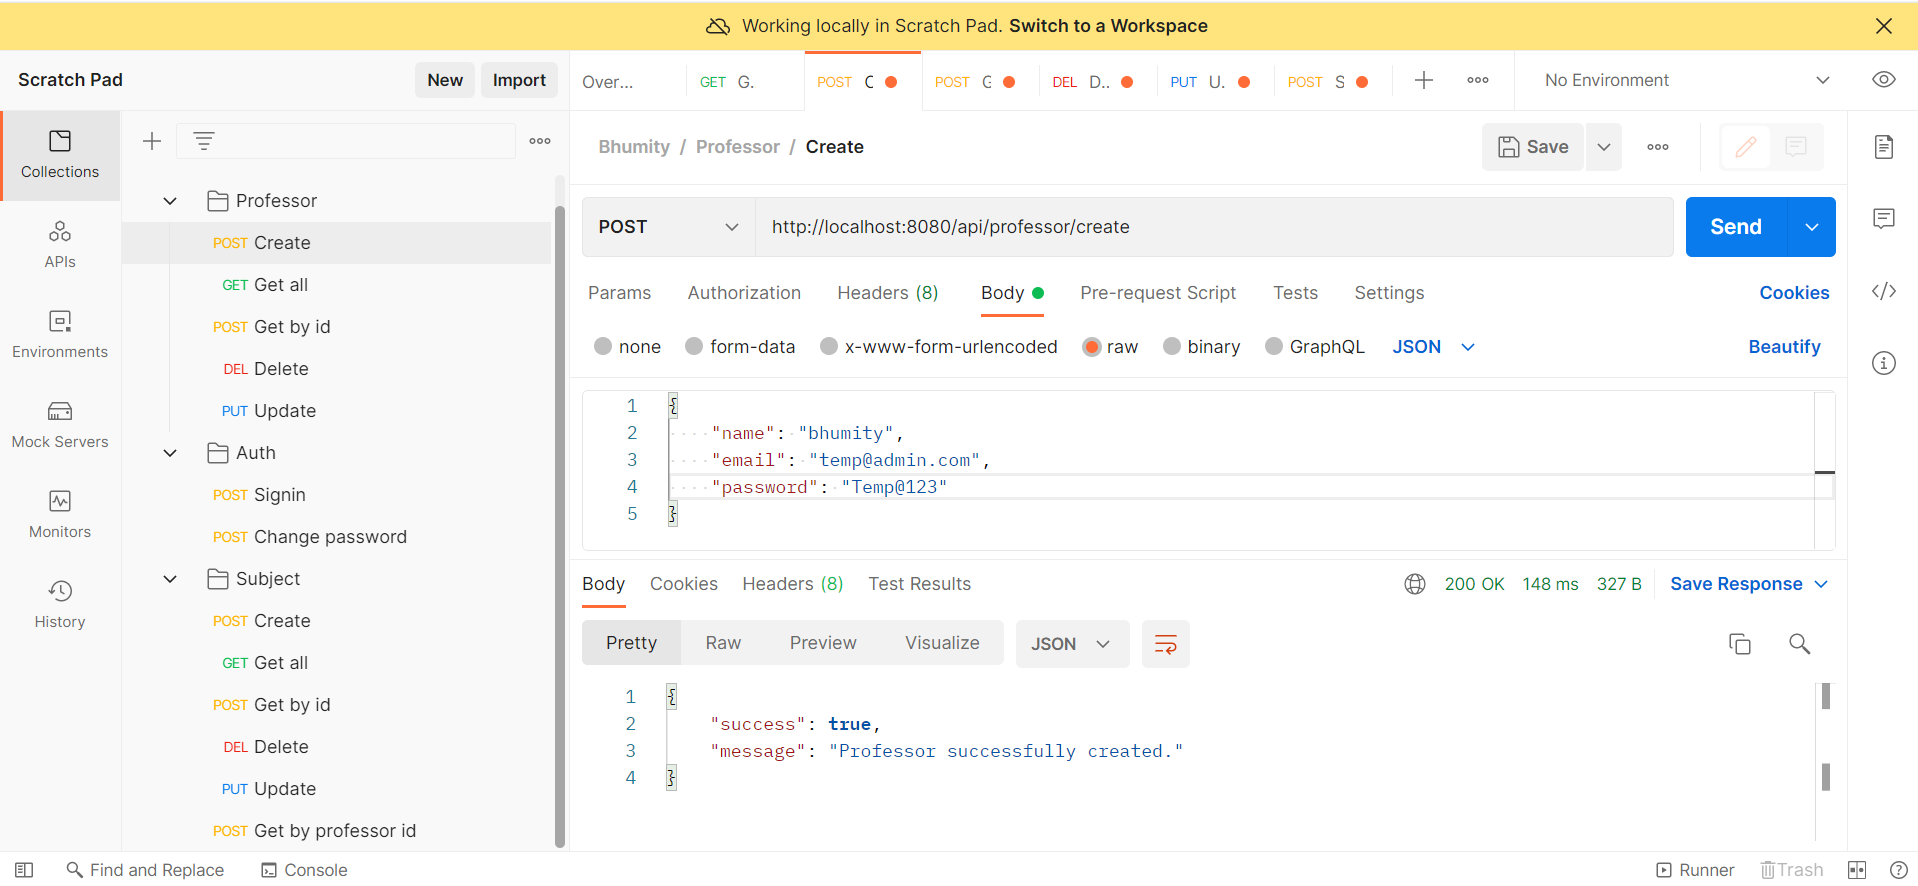 Working locally in Scratch Pad. Switch to a Workspace
Scratch Pad
New
Import
Over...
GET G.
POST C
POST G
DEL D..
PUT U.
POST S
No Environment
Collections
APIs
Environments
Mock Servers
Monitors
History
Professor
POST Create
GET Get all
POST Get by id
DEL Delete
PUT Update
Auth
POST Signin
POST Change password
Subject
POST Create
GET Get all
POST Get by id
DEL Delete
PUT Update
POST Get by professor id
Bhumity / Professor / Create
Save
POST
http://localhost:8080/api/professor/create
Send
Params
Authorization
Headers (8)
Body
Pre-request Script
Tests
Settings
Cookies
none
form-data
x-www-form-urlencoded
raw
binary
GraphQL
JSON
Beautify
1 {
2 "name": "bhumity",
3 "email": "temp@admin.com",
4 "password": "Temp@123"
5 }
Body
Cookies
Headers (8)
Test Results
200 OK
148 ms
327 B
Save Response
Pretty
Raw
Preview
Visualize
JSON
1 {
2 "success": true,
3 "message": "Professor successfully created."
4 }
Find and Replace
Console
Runner
Trash